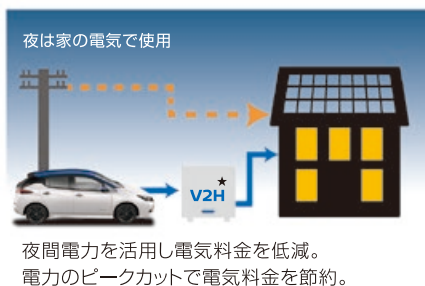 夜は家の電気で使用
V2H★
夜間電力を活用し電気料金を低減。
電力のピークカットで電気料金を節約。